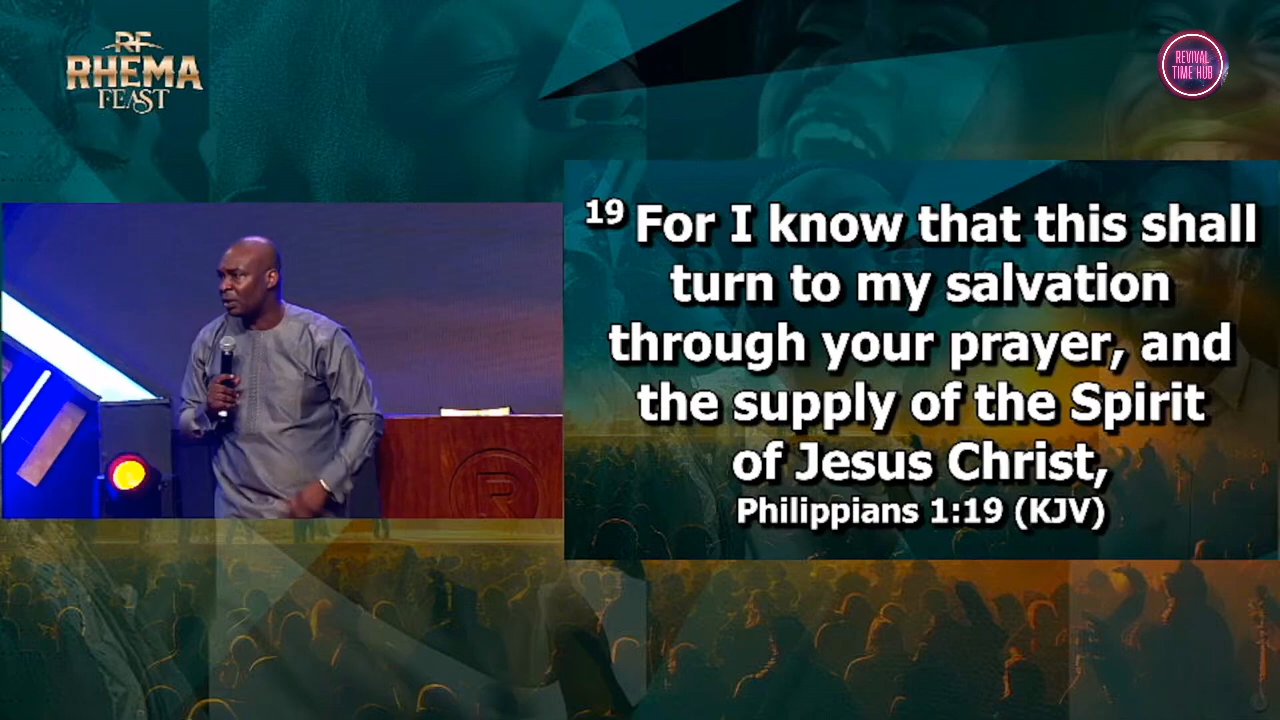 RF
RHEMA
FEAST
REVIVAL
TIME HUB
19 For I know that this shall
turn to my salvation
through your prayer, and
the supply of the Spirit
of Jesus Christ,
Philippians 1:19 (KJV)
R